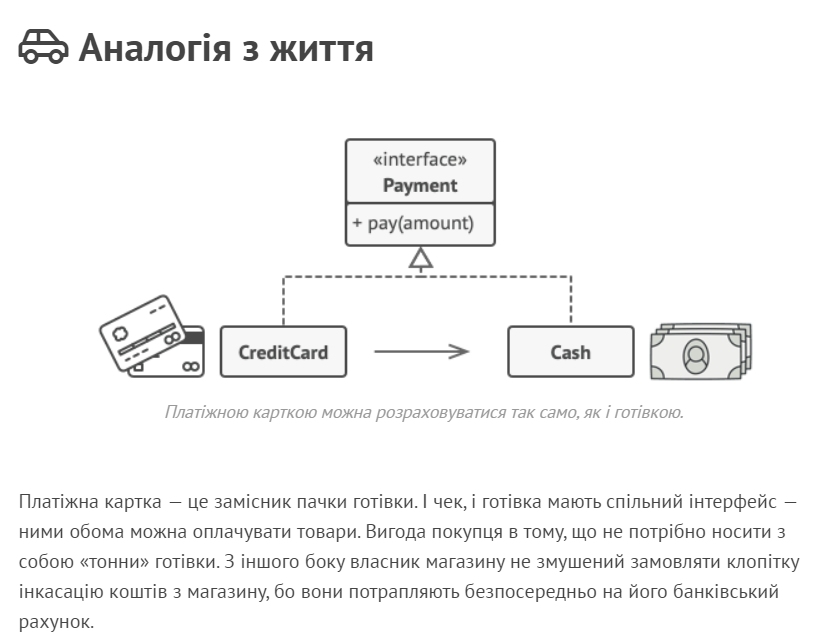 Аналогія з життя
«interface»
Payment
+ pay(amount)
CreditCard
Cash
Платіжною карткою можна розраховуватися так само, як і готівкою.
Платіжна картка — це замісник пачки готівки. І чек, і готівка мають спільний інтерфейс —
ними обома можна оплачувати товари. Вигода покупця в тому, що не потрібно носити з
собою «тонни» готівки. З іншого боку власник магазину не змушений замовляти клопітку
інкасацію коштів з магазину, бо вони потрапляють безпосередньо на його банківський
рахунок.